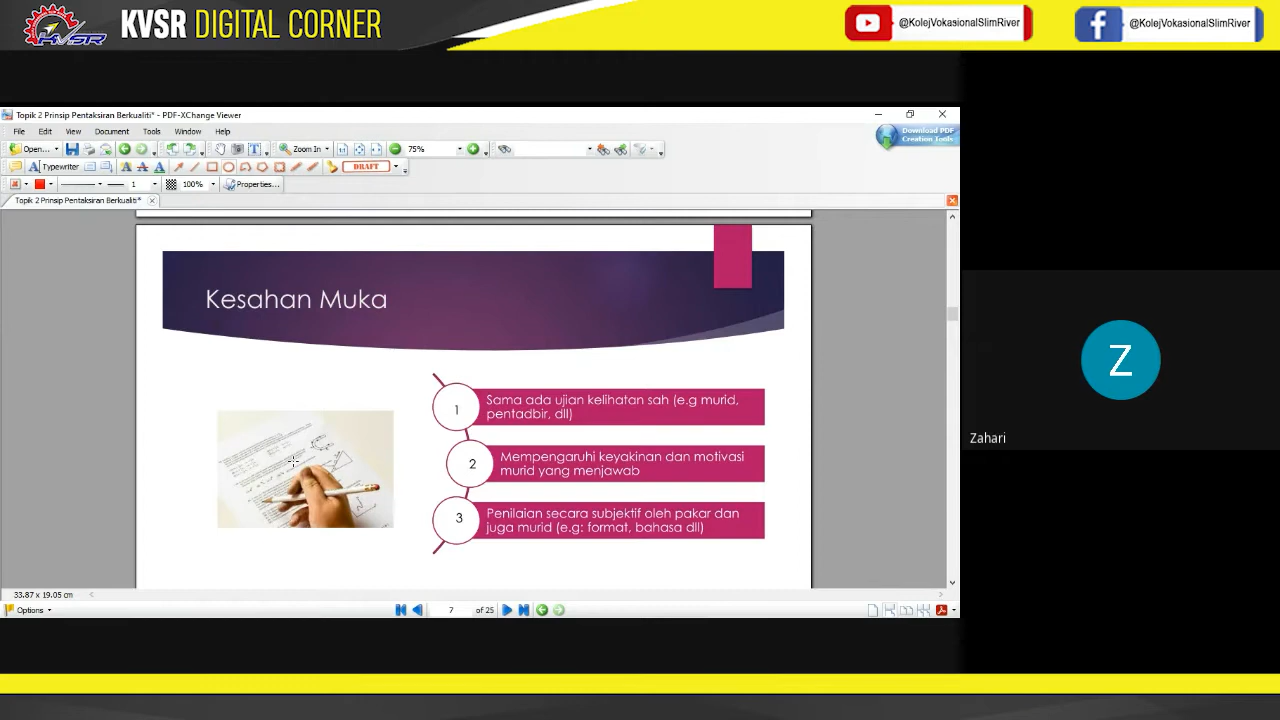 KVSR
KVSR DIGITAL CORNER
@KolejVokasionalSlimRiver
@KolejVokasionalSlimRiver
Topik 2 Prinsip Pentaksiran Berkualiti* - PDF-XChange Viewer
File Edit View Document Tools Window Help
Download PDF
Creation Tools
Open... Zoom In 75%
Typewriter DRAFT
1 100% Properties...
Topik 2 Prinsip Pentaksiran Berkualiti*
Kesahan Muka
1
Sama ada ujian kelihatan sah (e.g murid,
pentadbir, dll)
2
Mempengaruhi keyakinan dan motivasi
murid yang menjawab
3
Penilaian secara subjektif oleh pakar dan
juga murid (e.g: format, bahasa dll)
Z
Zahari
33.87 x 19.05 cm
Options 7 of 25